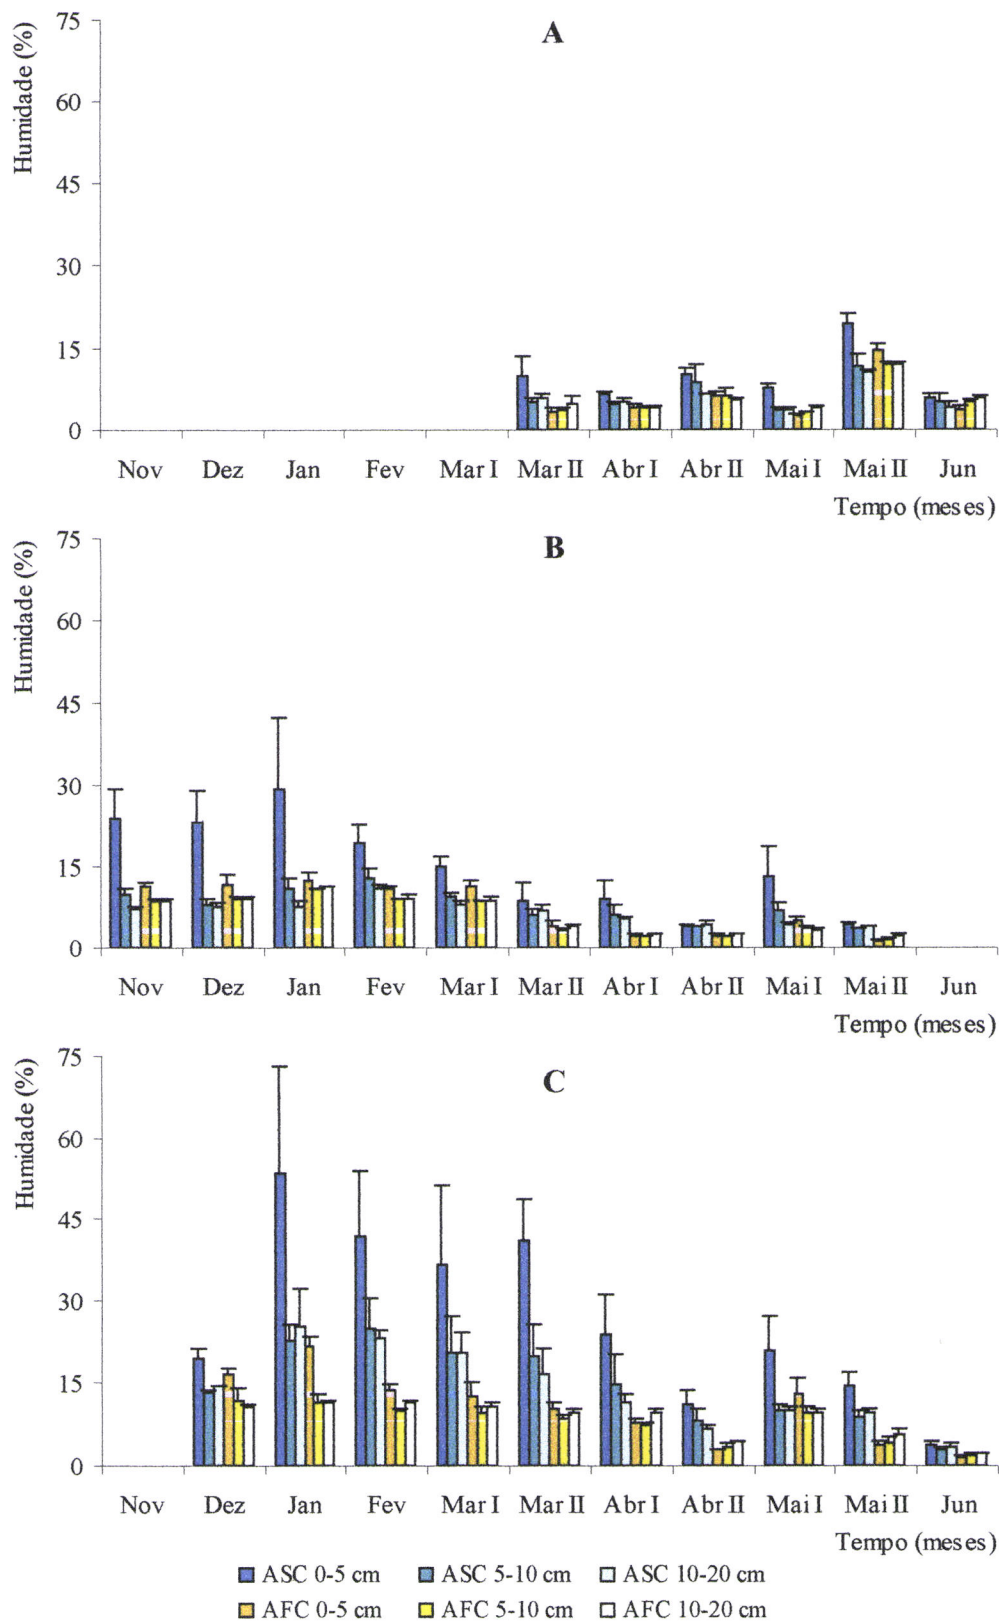 A
Humidade (%)
75
60
45
30
15
0
Nov Dez Jan Fev Mar I Mar II Abr I Abr II Mai I Mai II Jun
Tempo (meses)
B
Humidade (%)
75
60
45
30
15
0
Nov Dez Jan Fev Mar I Mar II Abr I Abr II Mai I Mai II Jun
Tempo (meses)
C
Humidade (%)
75
60
45
30
15
0
Nov Dez Jan Fev Mar I Mar II Abr I Abr II Mai I Mai II Jun
Tempo (meses)
ASC 0-5 cm ASC 5-10 cm ASC 10-20 cm
AFC 0-5 cm AFC 5-10 cm AFC 10-20 cm